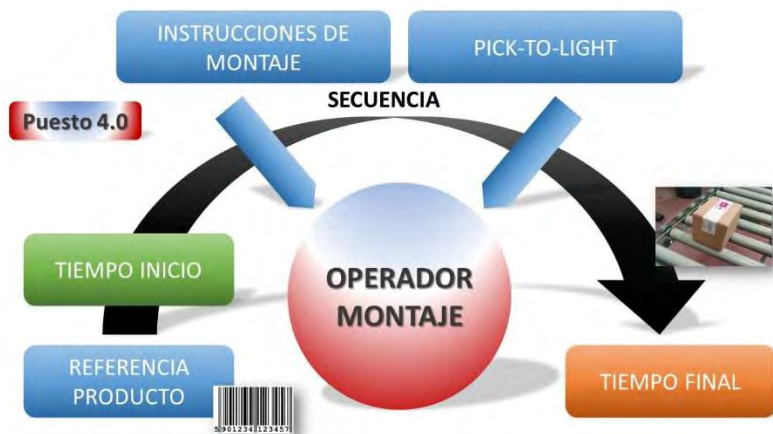 INSTRUCCIONES DE
MONTAJE
PICK-TO-LIGHT
SECUENCIA
Puesto 4.0
TIEMPO INICIO
OPERADOR
MONTAJE
REFERENCIA
PRODUCTO
TIEMPO FINAL
5 901234 123457